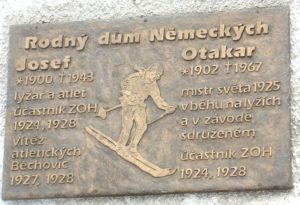 Rodný dům Německých
Josef
*1900 †1943
lyžař a atlet
účastník ZOH
1924, 1928
vítěz
atletických
Běchovic
1927, 1928
Otakar
*1902 †1967
mistr světa 1925
v běhu na lyžích
a v závodě
sdruženém
účastník ZOH
1924, 1928